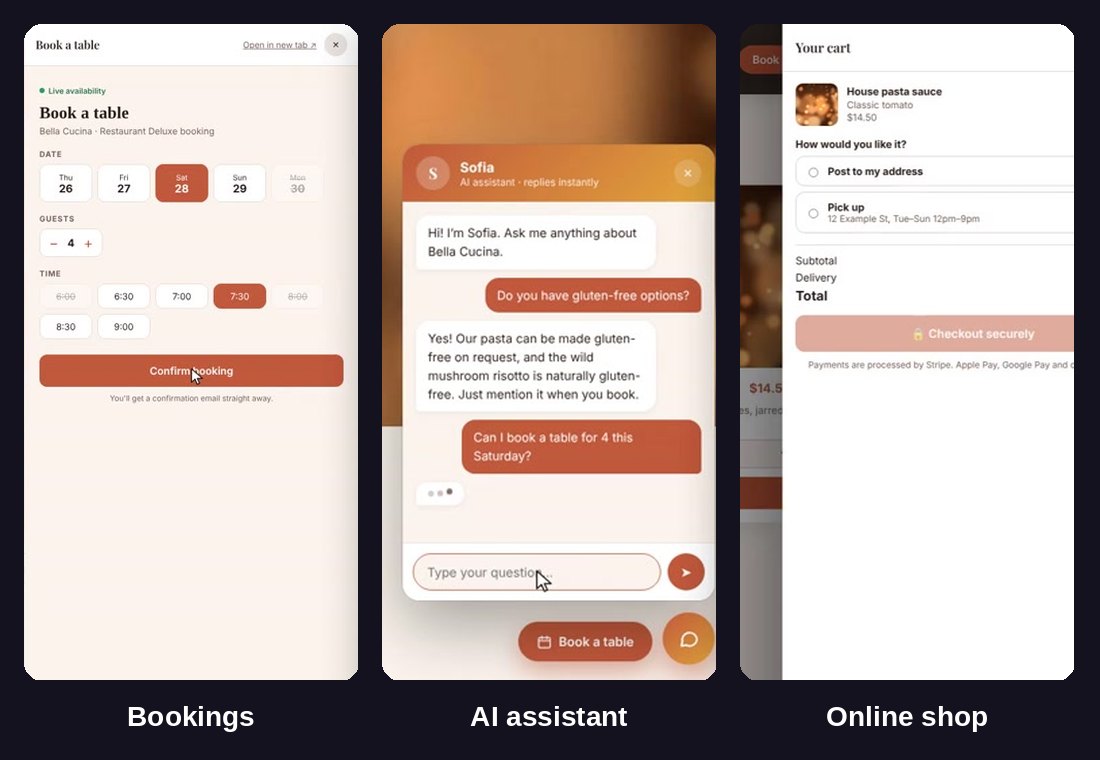 Book a table
Open in new tab ↗
×
Live availability
Book a table
Bella Cucina · Restaurant Deluxe booking
DATE
Thu
26
Fri
27
Sat
28
Sun
29
Mon
30
GUESTS
− 4 +
TIME
6:00
6:30
7:00
7:30
8:00
8:30
9:00
Confirm booking
You'll get a confirmation email straight away.
Bookings
S
Sofia
AI assistant · replies instantly
×
Hi! I'm Sofia. Ask me anything about
Bella Cucina.
Do you have gluten-free options?
Yes! Our pasta can be made gluten-
free on request, and the wild
mushroom risotto is naturally gluten-
free. Just mention it when you book.
Can I book a table for 4 this
Saturday?
Type your question...
Book a table
AI assistant
Book
$14.5
es, jarred
Your cart
House pasta sauce
Classic tomato
$14.50
How would you like it?
Post to my address
Pick up
12 Example St, Tue–Sun 12pm–9pm
Subtotal
Delivery
Total
🔒 Checkout securely
Payments are processed by Stripe. Apple Pay, Google Pay and
Online shop